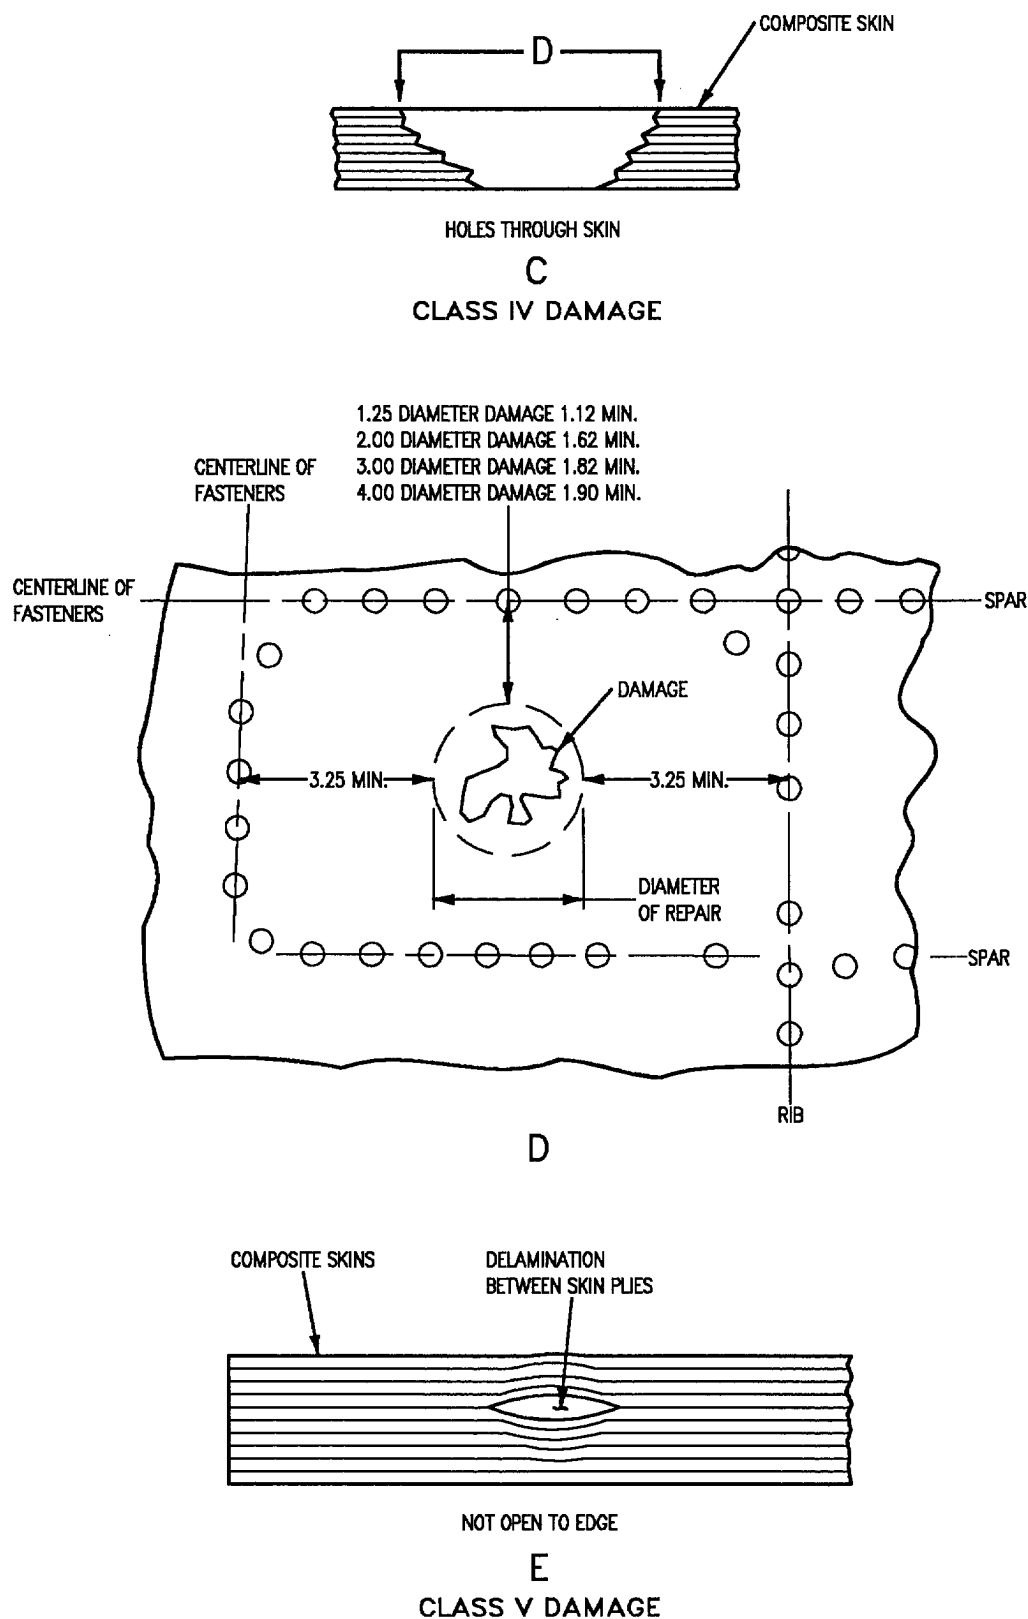 COMPOSITE SKIN
D
HOLES THROUGH SKIN
C
CLASS IV DAMAGE
1.25 DIAMETER DAMAGE 1.12 MIN.
2.00 DIAMETER DAMAGE 1.62 MIN.
3.00 DIAMETER DAMAGE 1.82 MIN.
4.00 DIAMETER DAMAGE 1.90 MIN.
CENTERLINE OF
FASTENERS
CENTERLINE OF
FASTENERS
SPAR
DAMAGE
3.25 MIN.
3.25 MIN.
DIAMETER
OF REPAIR
SPAR
RIB
D
COMPOSITE SKINS
DELAMINATION
BETWEEN SKIN PLIES
NOT OPEN TO EDGE
E
CLASS V DAMAGE